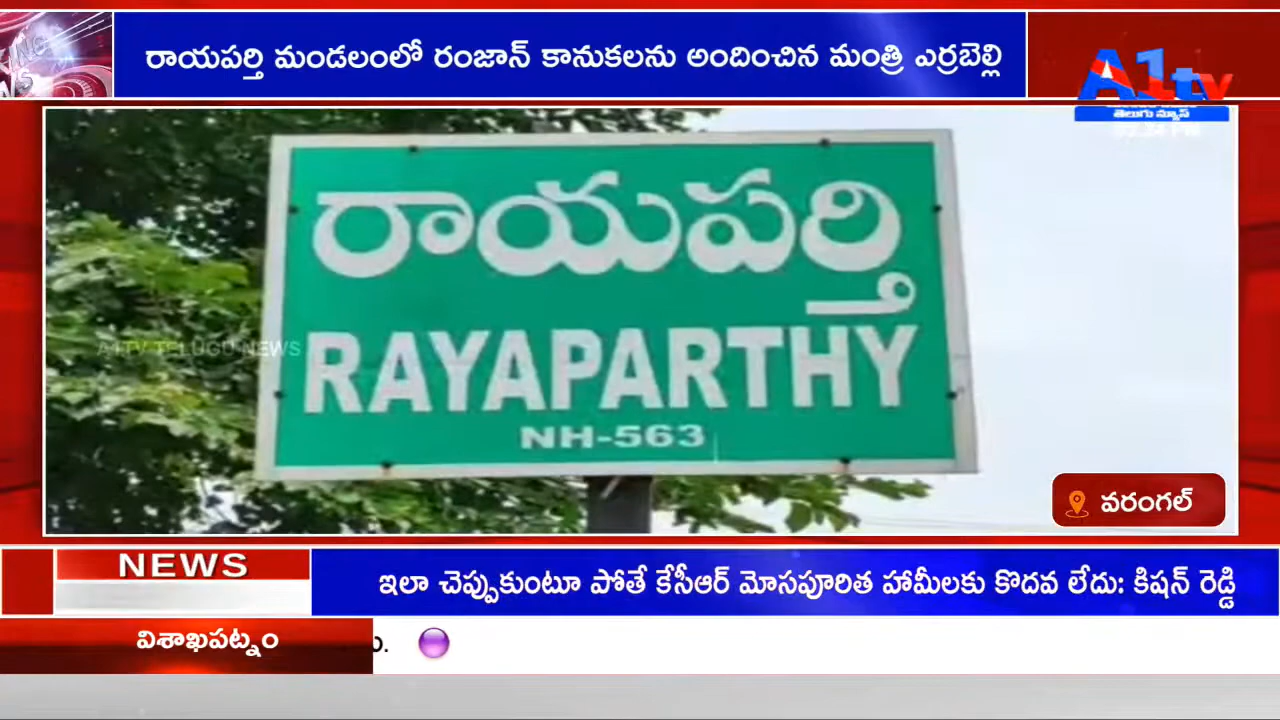 రాయపర్తి మండలంలో రంజాన్ కానుకలను అందించిన మంత్రి ఎర్రబెల్లి
A1tv
తెలుగు న్యూస్
రాయపర్తి
RAYAPARTHY
NH-563
A1TV TELUGU NEWS
వరంగల్
NEWS
ఇలా చెప్పుకుంటూ పోతే కేసీఆర్ మోసపూరిత హామీలకు కొదవ లేదు: కిషన్ రెడ్డి
విశాఖపట్నం